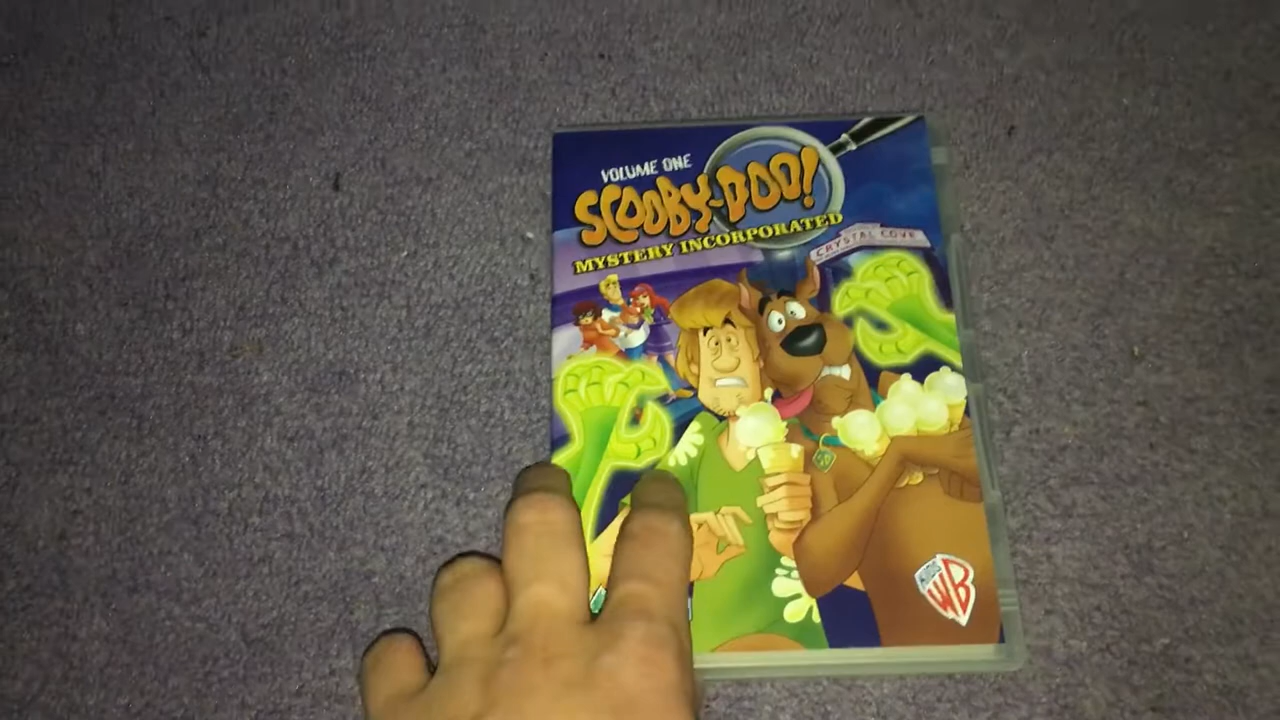 VOLUME ONE
SCOOBY-DOO!
MYSTERY INCORPORATED
CRYSTAL COVE
WB